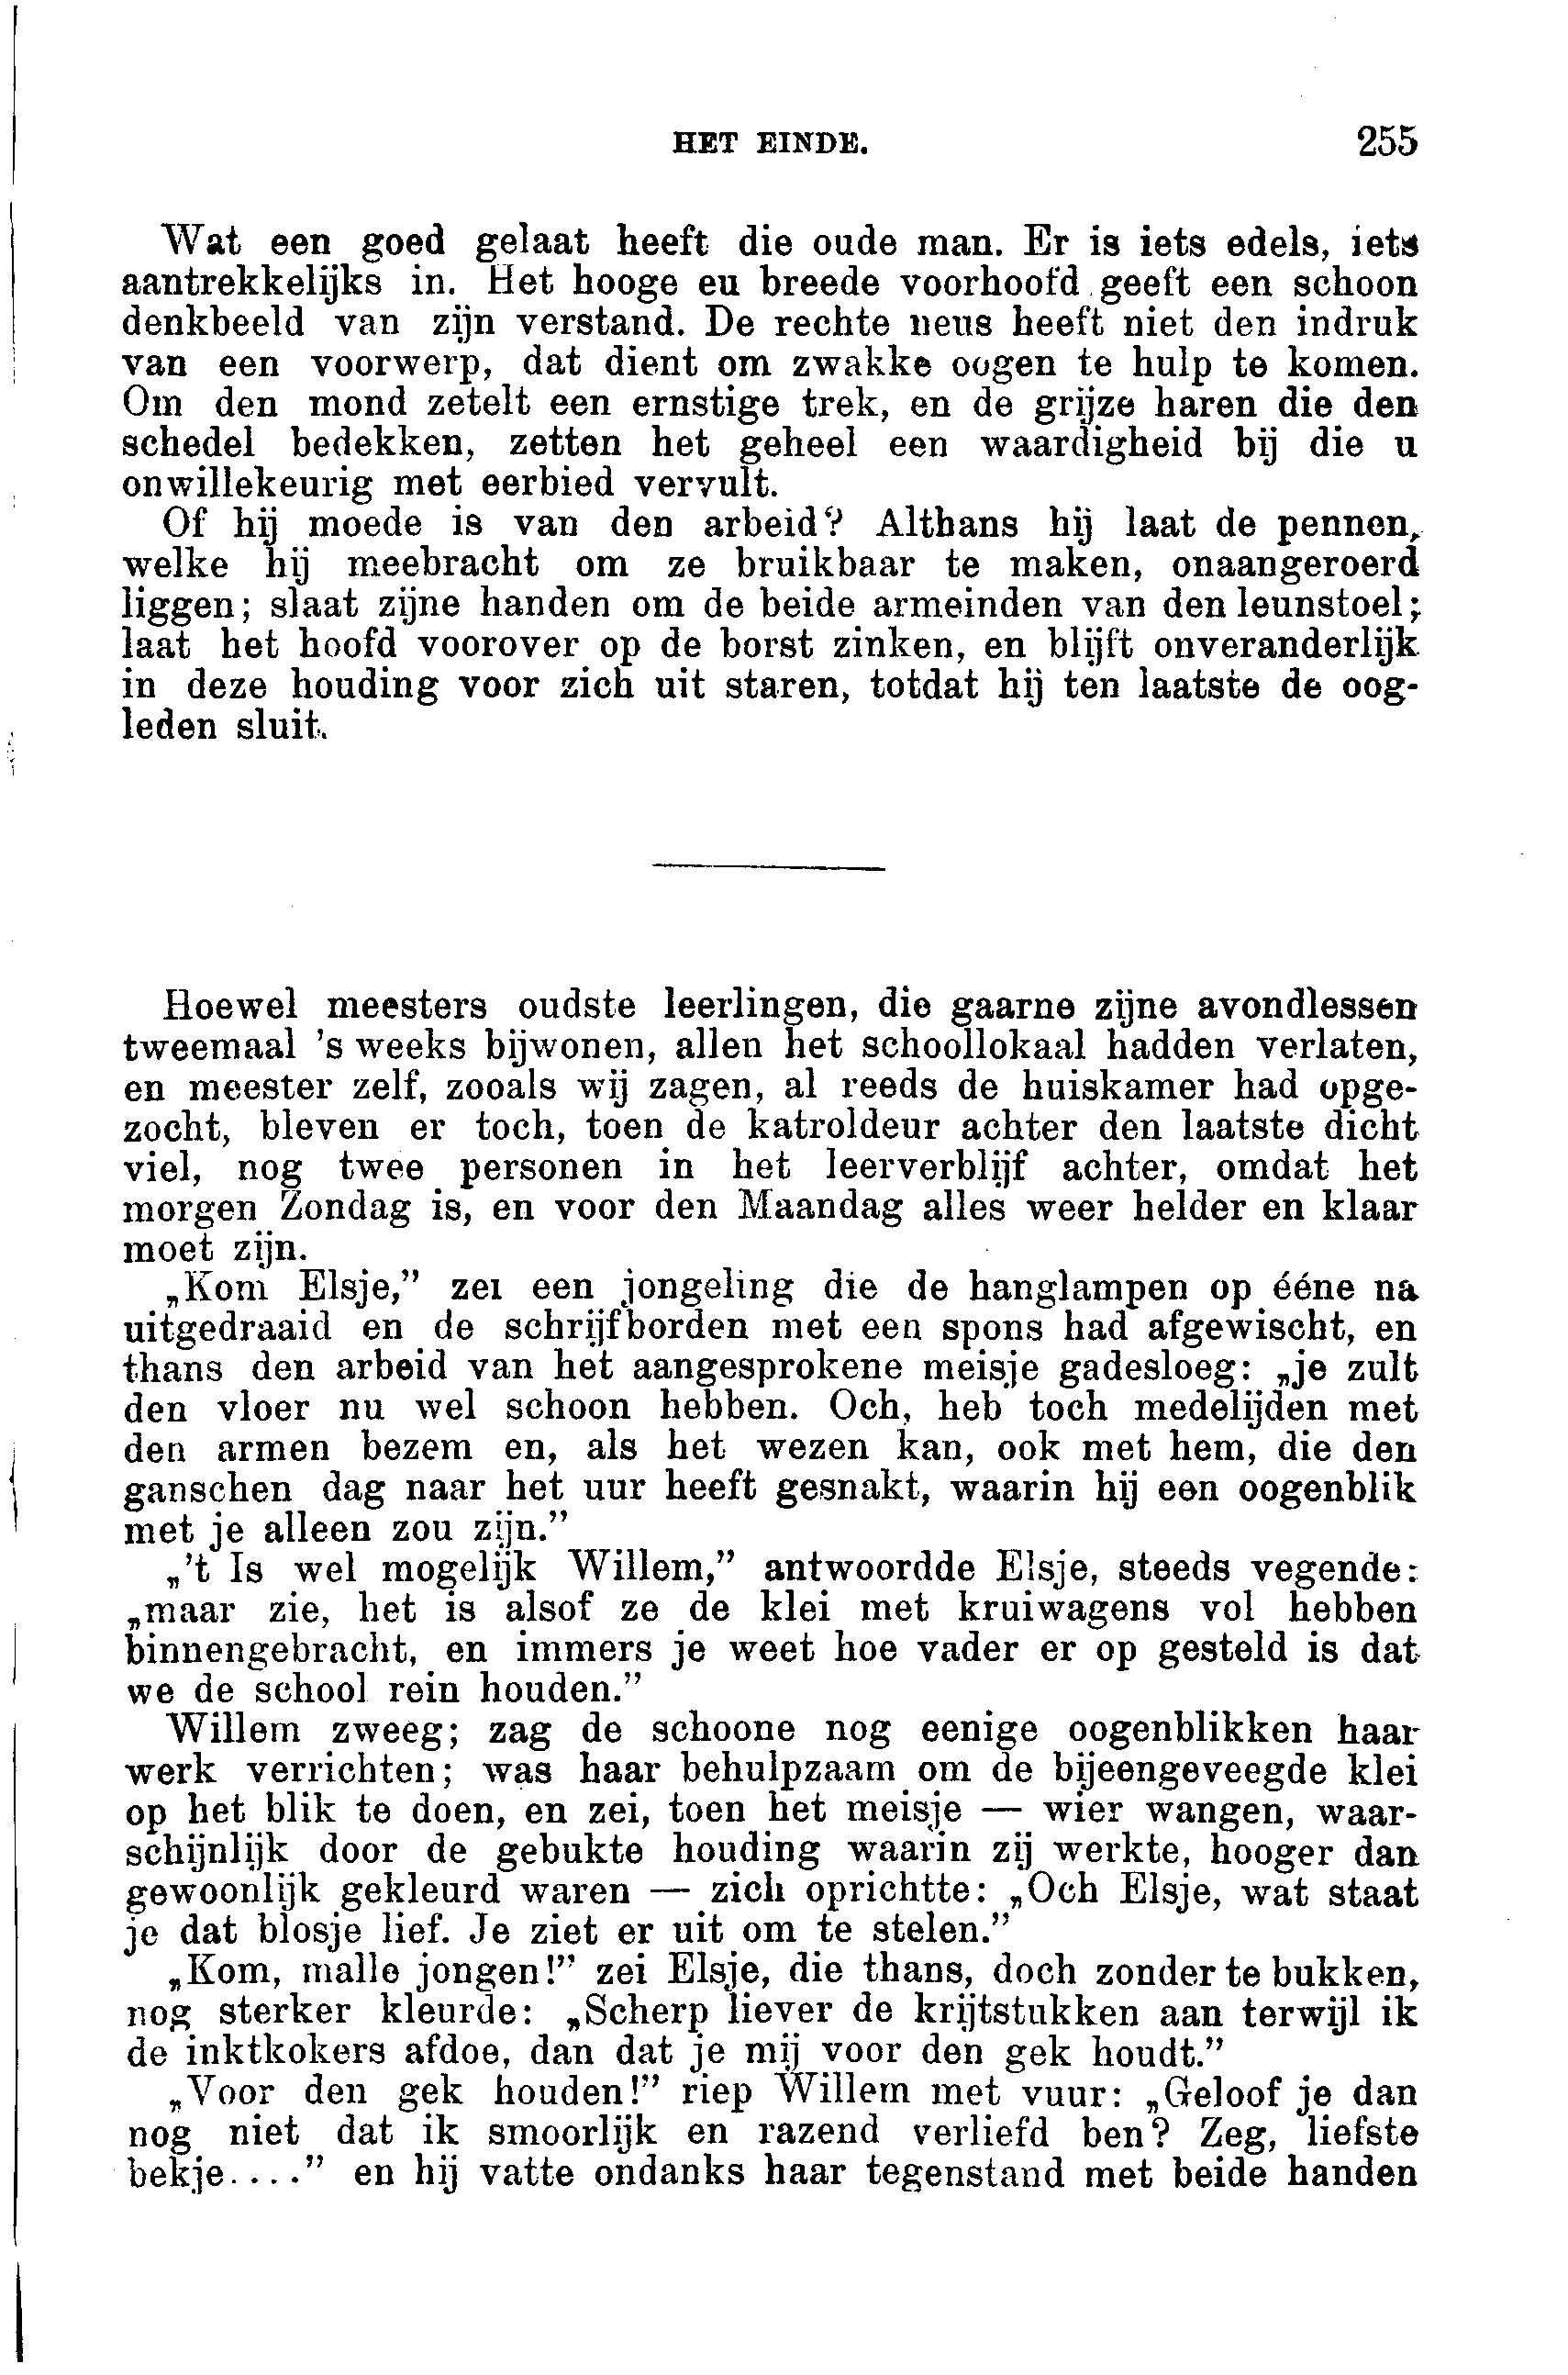 HET EINDE. 255
Wat een goed gelaat heeft die oude man. Er is iets edels, iets
aantrekkelijks in. Het hooge eu breede voorhoofd geeft een schoon
denkbeeld van zijn verstand. De rechte neus heeft niet den indruk
van een voorwerp, dat dient om zwakke oogen te hulp te komen.
Om den mond zetelt een ernstige trek, en de grijze haren die den
schedel bedekken, zetten het geheel een waardigheid bij die u
onwillekeurig met eerbied vervult.
Of hij moede is van den arbeid? Althans hij laat de pennen,
welke hij meebracht om ze bruikbaar te maken, onaangeroerd
liggen; slaat zijne handen om de beide armeinden van den leunstoel;
laat het hoofd voorover op de borst zinken, en blijft onveranderlijk
in deze houding voor zich uit staren, totdat hij ten laatste de oog-
leden sluit.
Hoewel meesters oudste leerlingen, die gaarne zijne avondlessen
tweemaal 's weeks bijwonen, allen het schoollokaal hadden verlaten,
en meester zelf, zooals wij zagen, al reeds de huiskamer had opge-
zocht, bleven er toch, toen de katroldeur achter den laatste dicht
viel, nog twee personen in het leerverblijf achter, omdat het
morgen Zondag is, en voor den Maandag alles weer helder en klaar
moet zijn.
„Kom Elsje,” zei een jongeling die de hanglampen op ééne na
uitgedraaid en de schrijfborden met een spons had afgewischt, en
thans den arbeid van het aangesprokene meisje gadesloeg: „je zult
den vloer nu wel schoon hebben. Och, heb toch medelijden met
den armen bezem en, als het wezen kan, ook met hem, die den
ganschen dag naar het uur heeft gesnakt, waarin hij een oogenblik
met je alleen zou zijn.”
„'t Is wel mogelijk Willem,” antwoordde Elsje, steeds vegende:
„maar zie, het is alsof ze de klei met kruiwagens vol hebben
binnengebracht, en immers je weet hoe vader er op gesteld is dat
we de school rein houden.”
Willem zweeg; zag de schoone nog eenige oogenblikken haar
werk verrichten; was haar behulpzaam om de bijeengeveegde klei
op het blik te doen, en zei, toen het meisje — wier wangen, waar-
schijnlijk door de gebukte houding waarin zij werkte, hooger dan
gewoonlijk gekleurd waren — zich oprichtte: „Och Elsje, wat staat
je dat blosje lief. Je ziet er uit om te stelen.”
„Kom, malle jongen!” zei Elsje, die thans, doch zonder te bukken,
nog sterker kleurde: „Scherp liever de krijtstukken aan terwijl ik
de inktkokers afdoe, dan dat je mij voor den gek houdt.”
„Voor den gek houden!” riep Willem met vuur: „Geloof je dan
nog niet dat ik smoorlijk en razend verliefd ben? Zeg, liefste
bekje....” en hij vatte ondanks haar tegenstand met beide handen